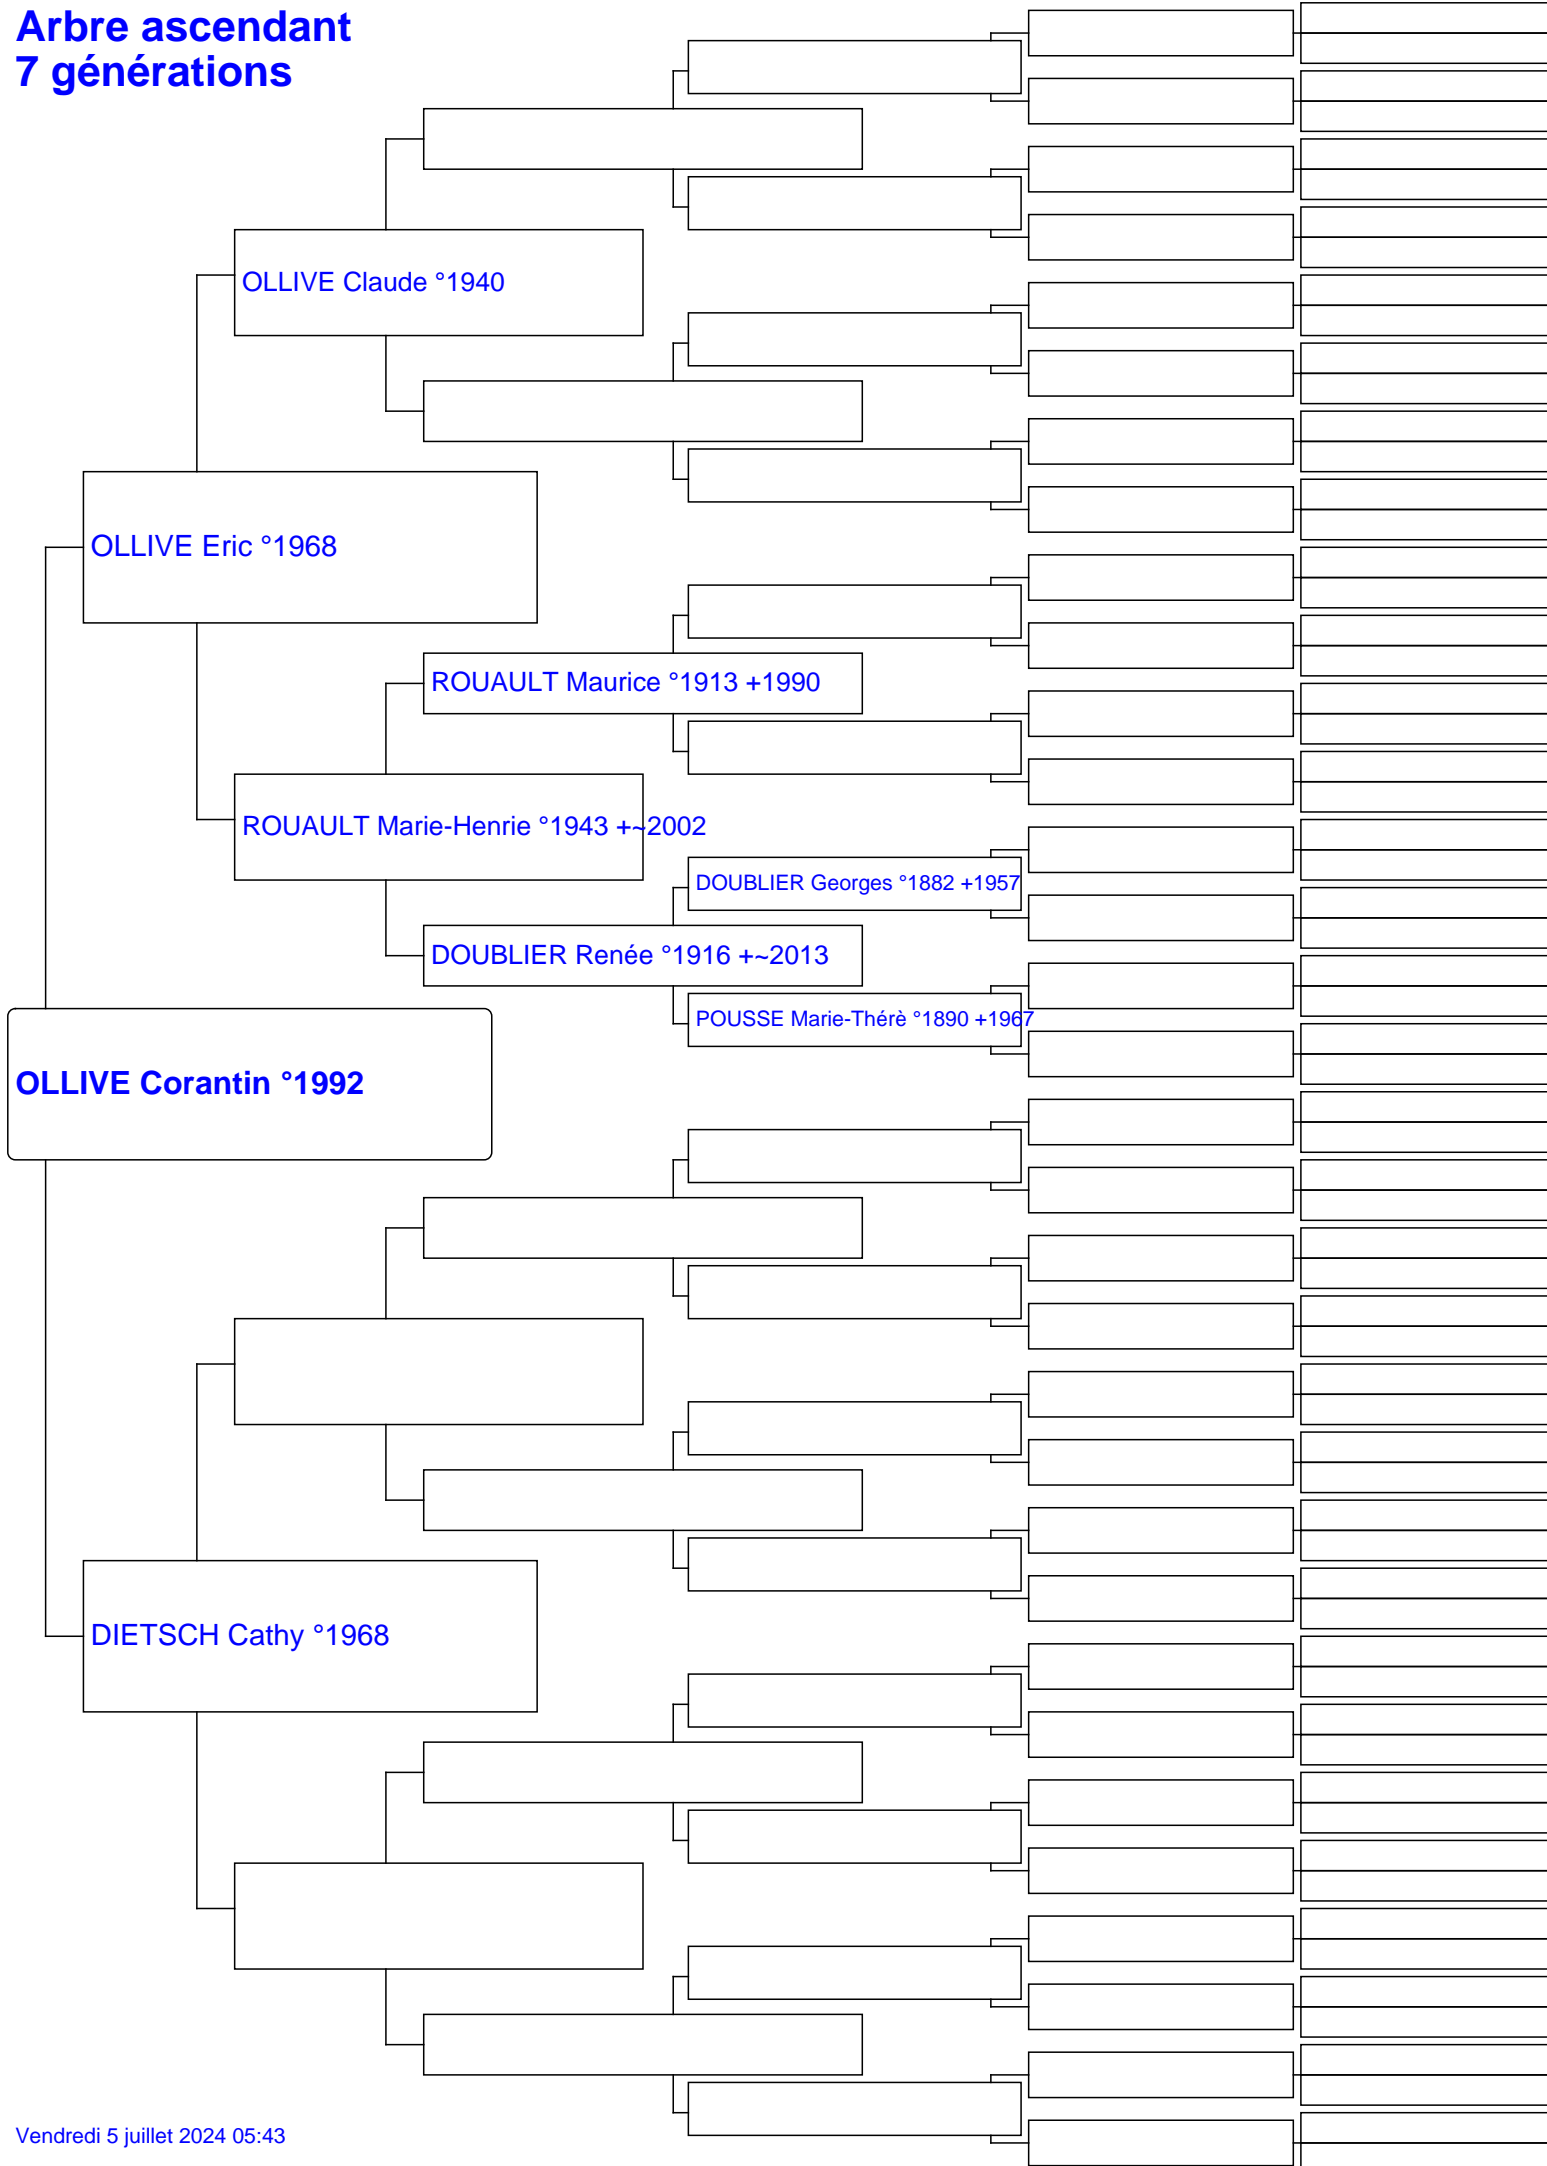 Arbre ascendant
7 générations
OLLIVE Claude °1940
OLLIVE Eric °1968
ROUAULT Maurice °1913 +1990
ROUAULT Marie-Henrie °1943 +~2002
DOUBLIER Georges °1882 +1957
DOUBLIER Renée °1916 +~2013
POUSSE Marie-Thérè °1890 +1967
OLLIVE Corantin °1992
DIETSCH Cathy °1968
Vendredi 5 juillet 2024 05:43